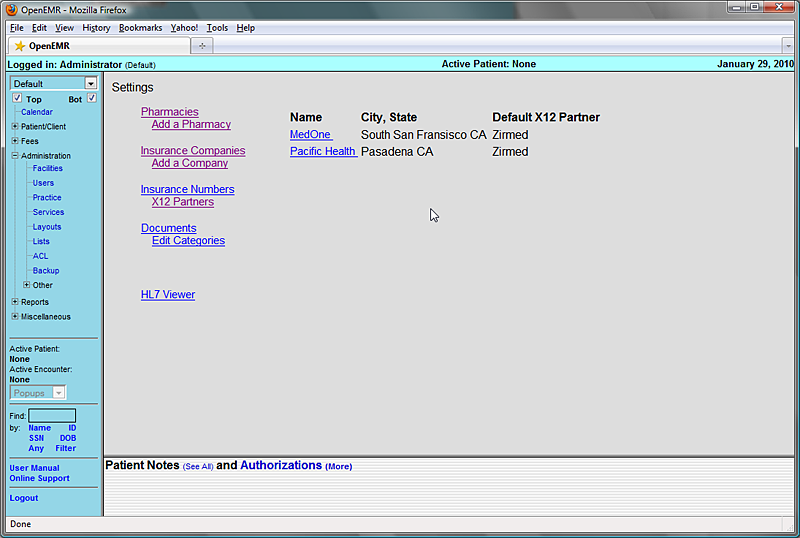 OpenEMR - Mozilla Firefox
File Edit View History Bookmarks Yahoo! Tools Help
OpenEMR
Logged in: Administrator (Default) Active Patient: None January 29, 2010
Default
Top Bot
Calendar
Patient/Client
Fees
Administration
Facilities
Users
Practice
Services
Layouts
Lists
ACL
Backup
Other
Reports
Miscellaneous
Active Patient:
None
Active Encounter:
None
Popups
Find:
by: Name ID
SSN DOB
Any Filter
User Manual
Online Support
Logout
Settings
Pharmacies
Add a Pharmacy
Insurance Companies
Add a Company
Insurance Numbers
X12 Partners
Documents
Edit Categories
HL7 Viewer
Name City, State Default X12 Partner
MedOne South San Fransisco CA Zirmed
Pacific Health Pasadena CA Zirmed
Patient Notes (See All) and Authorizations (More)
Done